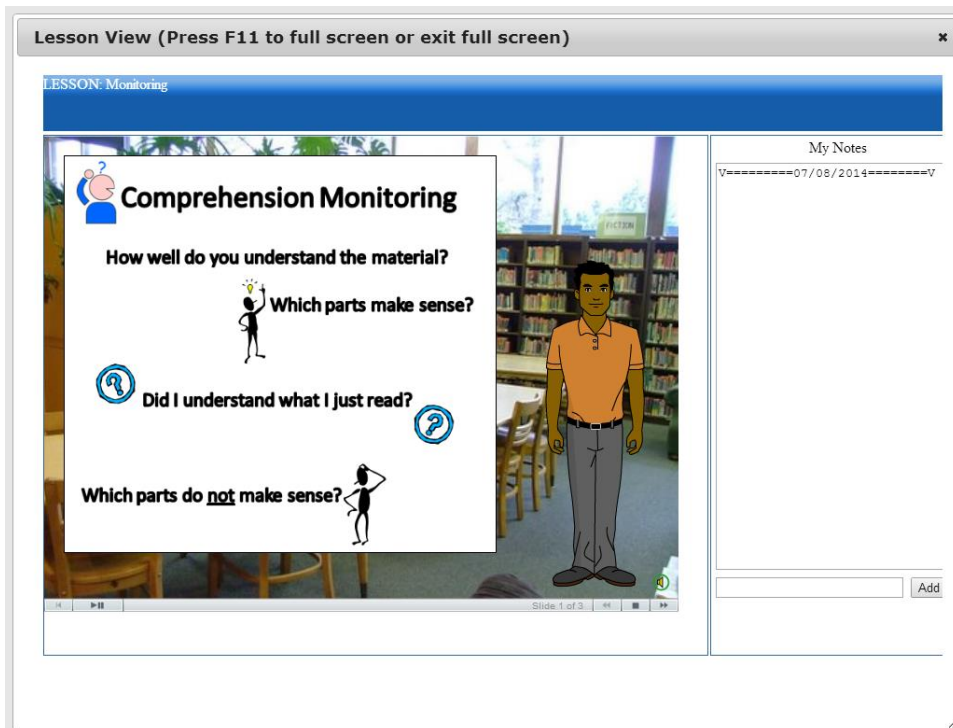 Lesson View (Press F11 to full screen or exit full screen)
LESSON: Monitoring
Comprehension Monitoring
How well do you understand the material?
Which parts make sense?
Did I understand what I just read?
Which parts do not make sense?
FICTION
Slide 1 of 3
My Notes
V=========07/08/2014========V
Add